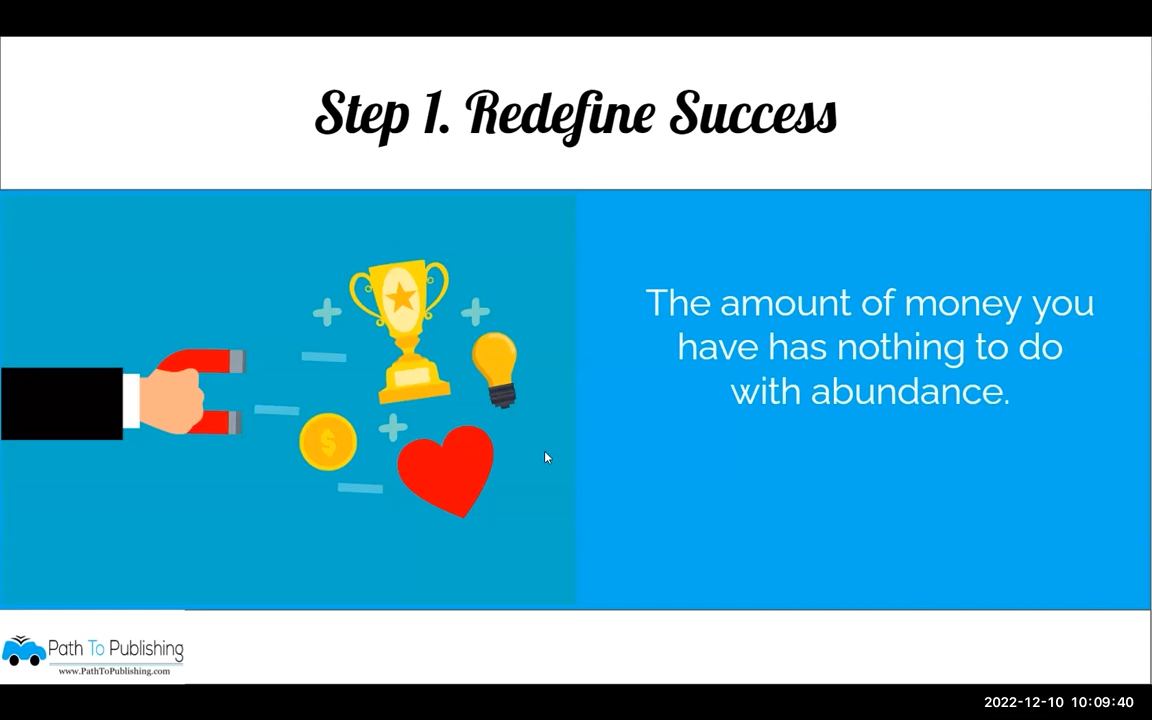 Step 1. Redefine Success
The amount of money you
have has nothing to do
with abundance.
$
Path To Publishing
www.PathToPublishing.com
2022-12-10 10:09:40